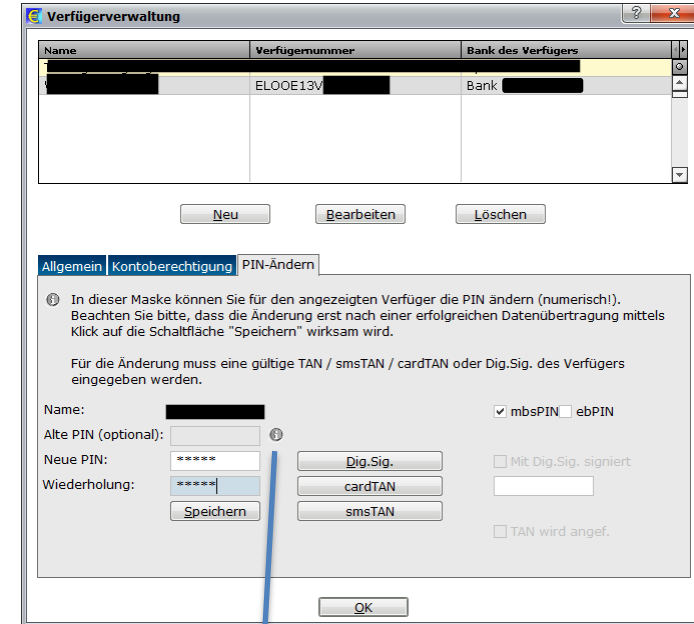 Verfügerverwaltung
Name Verfügernummer Bank des Verfügers
ELOOE13V Bank
Neu Bearbeiten Löschen
Allgemein Kontoberechtigung PIN-Ändern
In dieser Maske können Sie für den angezeigten Verfüger die PIN ändern (numerisch!).
Beachten Sie bitte, dass die Änderung erst nach einer erfolgreichen Datenübertragung mittels
Klick auf die Schaltfläche "Speichern" wirksam wird.
Für die Änderung muss eine gültige TAN / smsTAN / cardTAN oder Dig.Sig. des Verfügers
eingegeben werden.
Name: mbsPIN ebPIN
Alte PIN (optional):
Neue PIN: ***** Dig.Sig. Mit Dig.Sig. signiert
Wiederholung: ***** cardTAN
Speichern smsTAN
TAN wird angef.
OK